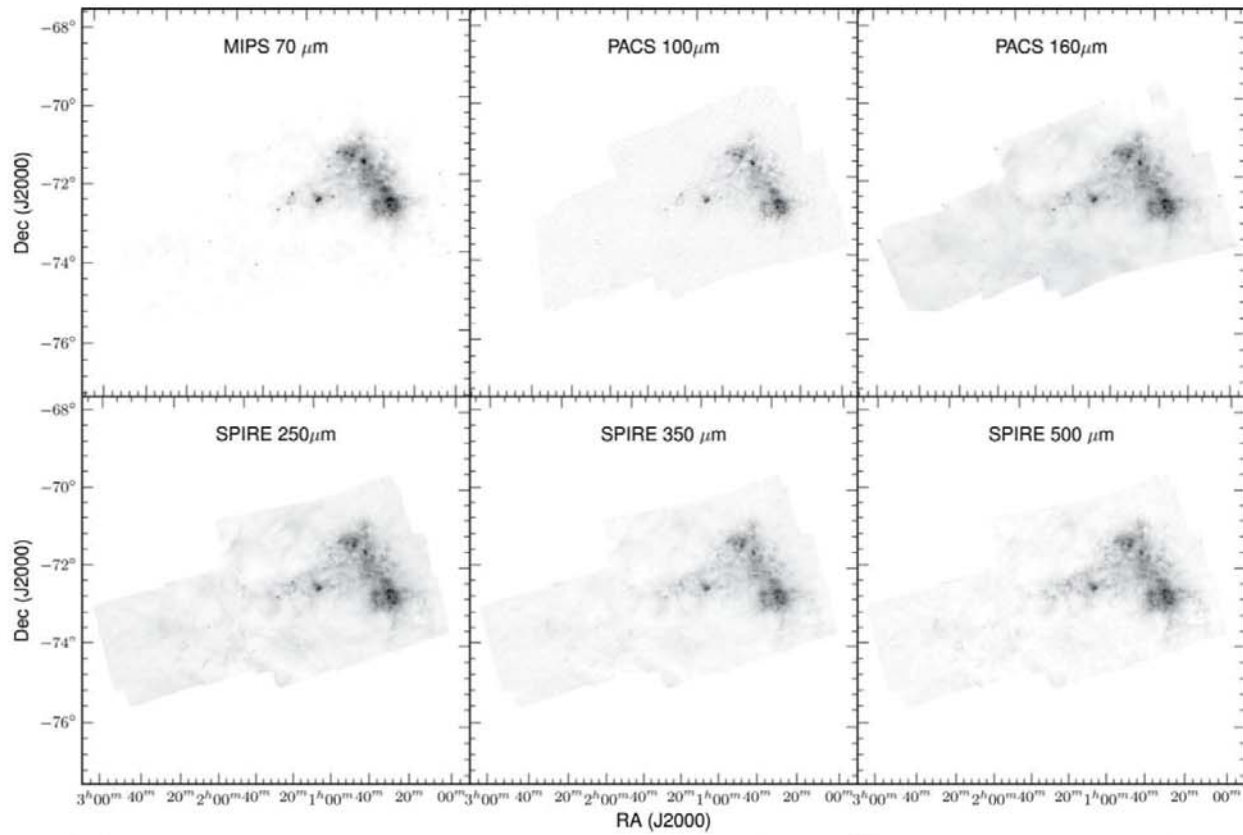 MIPS 70 μm
PACS 100μm
PACS 160μm
−68°
−70°
−72°
−74°
−76°
Dec (J2000)
SPIRE 250μm
SPIRE 350 μm
SPIRE 500 μm
−68°
−70°
−72°
−74°
−76°
Dec (J2000)
3h00m 40m 20m 2h00m 40m 20m 1h00m 40m 20m 00m 3h00m 40m 20m 2h00m 40m 20m 1h00m 40m 20m 00m 3h00m 40m 20m 2h00m 40m 20m 1h00m 40m 20m 00m
RA (J2000)